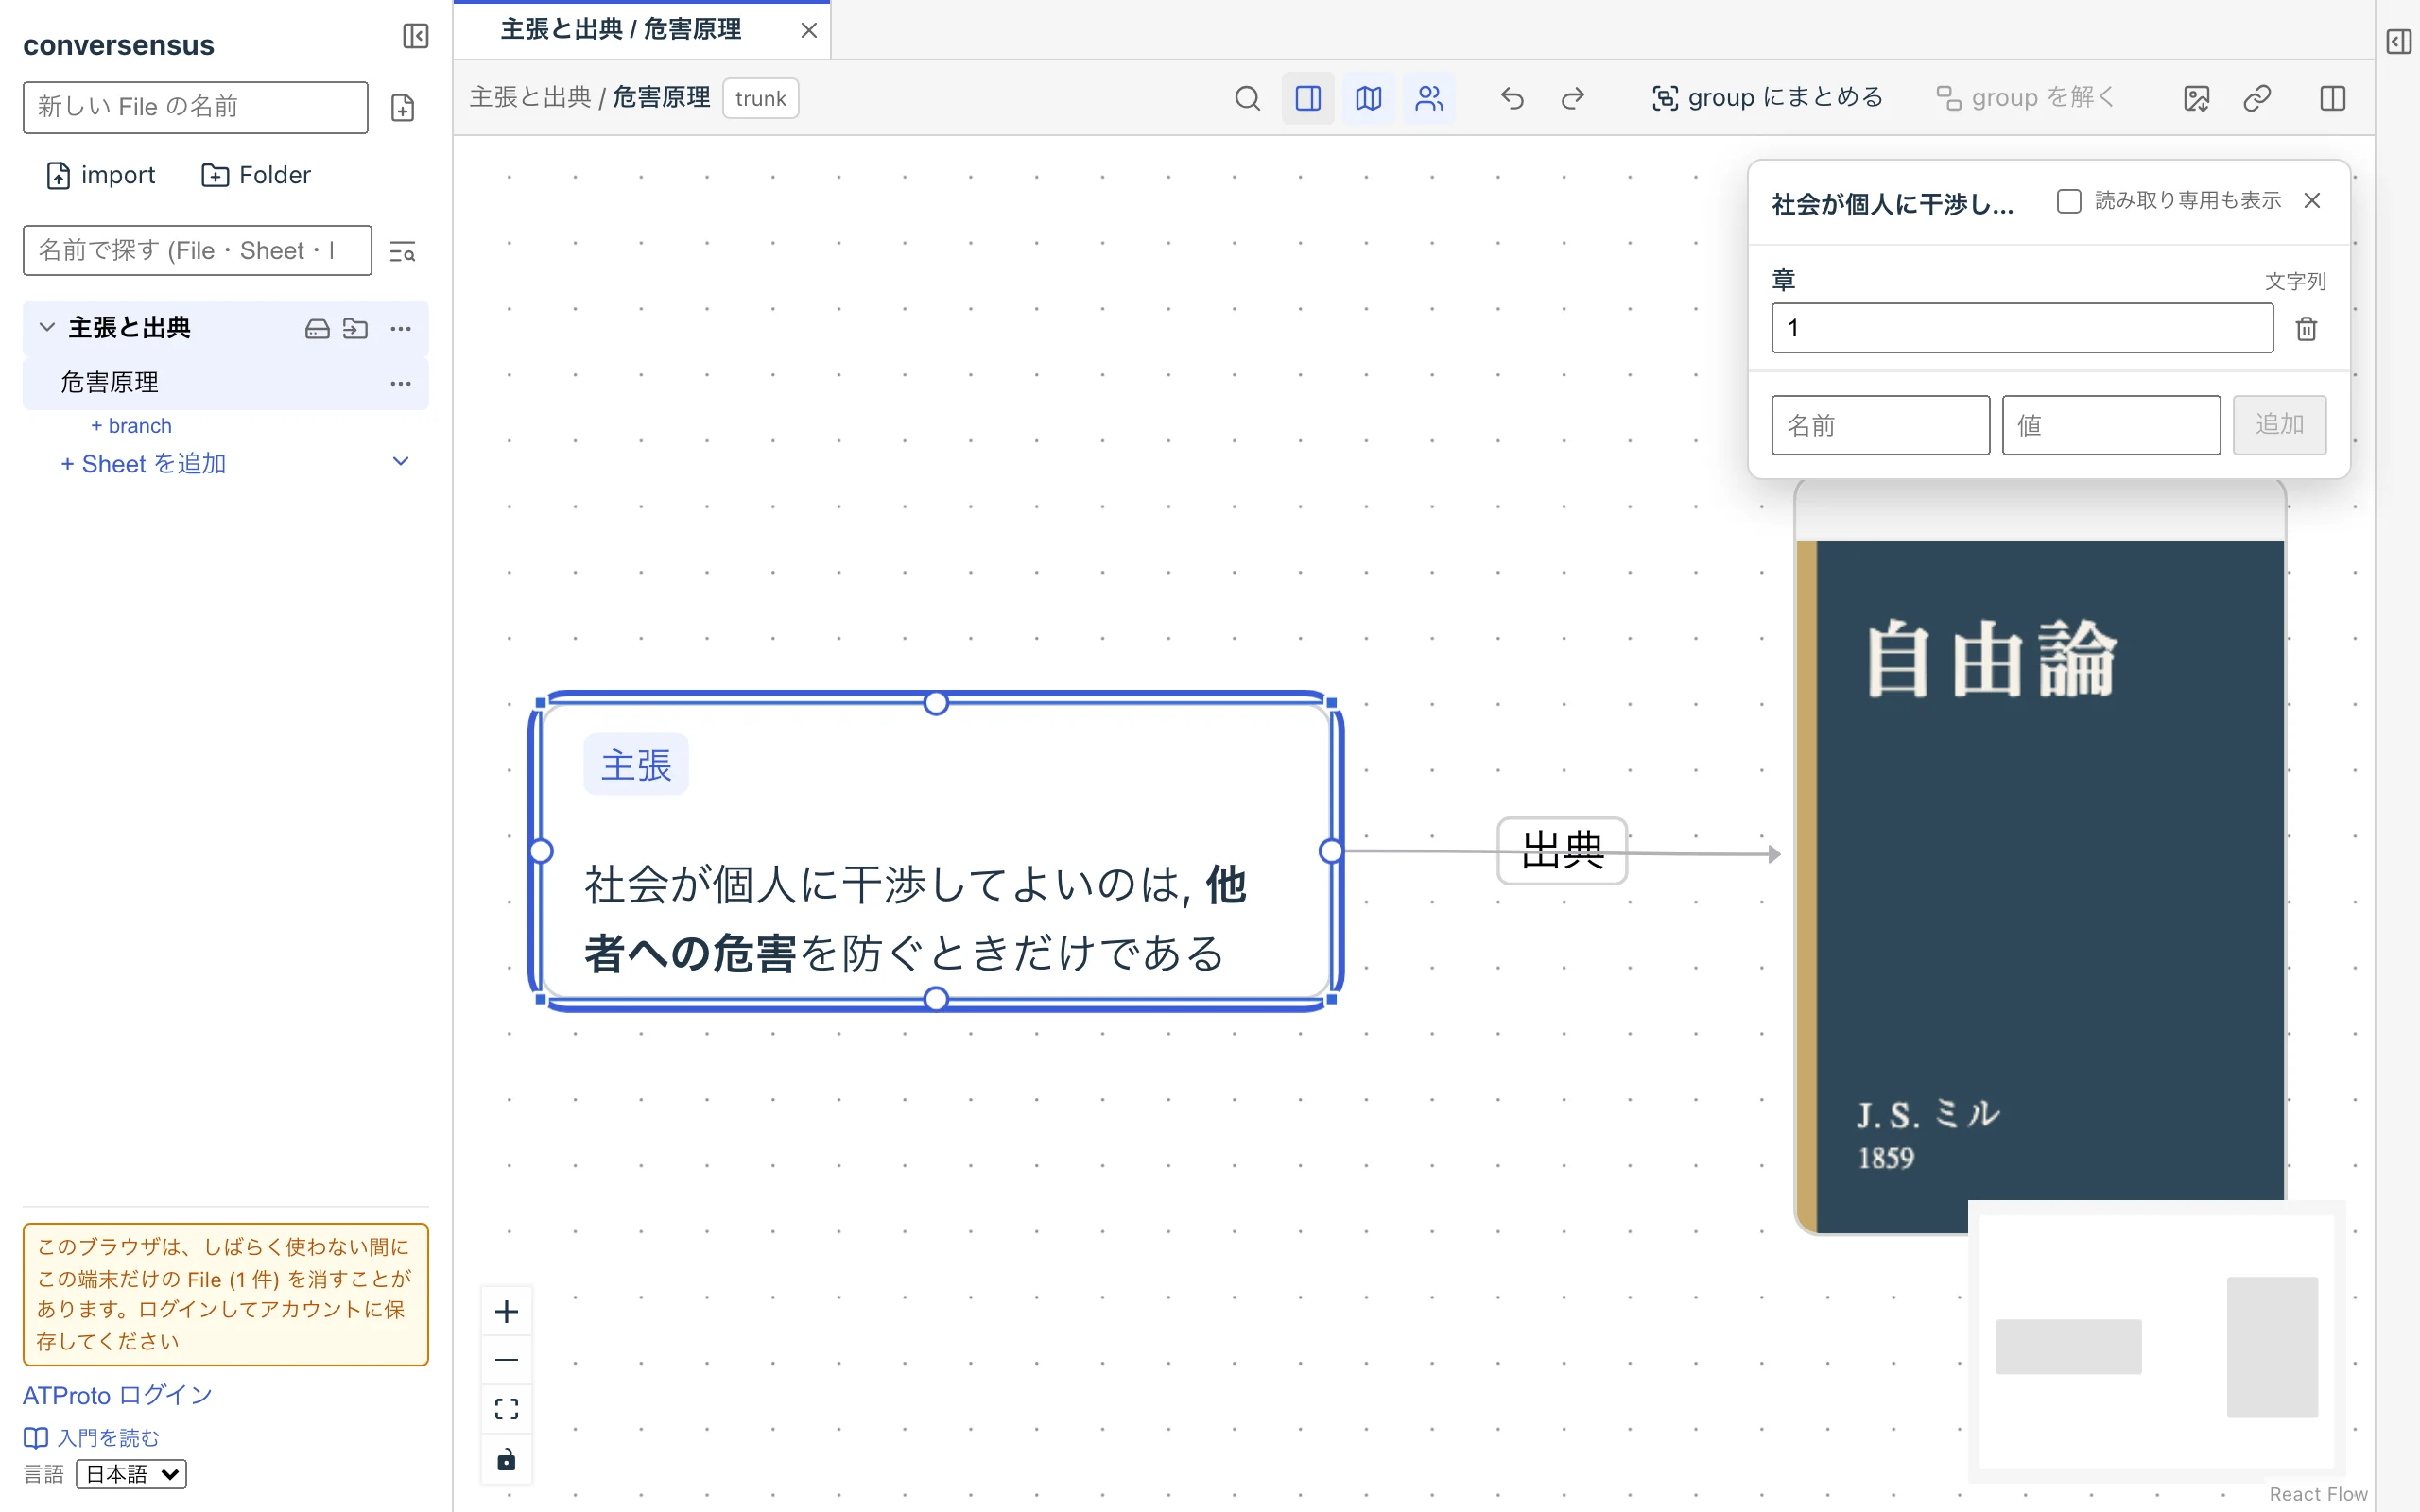 conversensus
新しい File の名前
import
Folder
名前で探す (File・Sheet・
主張と出典
危害原理
+ branch
+ Sheet を追加
このブラウザは、しばらく使わない間に
この端末だけの File (1 件) を消すことが
あります。ログインしてアカウントに保
存してください
ATProto ログイン
入門を読む
言語 日本語
主張と出典 / 危害原理
主張と出典 / 危害原理 trunk
group にまとめる
group を解く
社会が個人に干渉し...
読み取り専用も表示
章
文字列
1
名前
値
追加
主張
社会が個人に干渉してよいのは, 他
者への危害を防ぐときだけである
出典
自由論
J. S. ミル
1859
React Flow